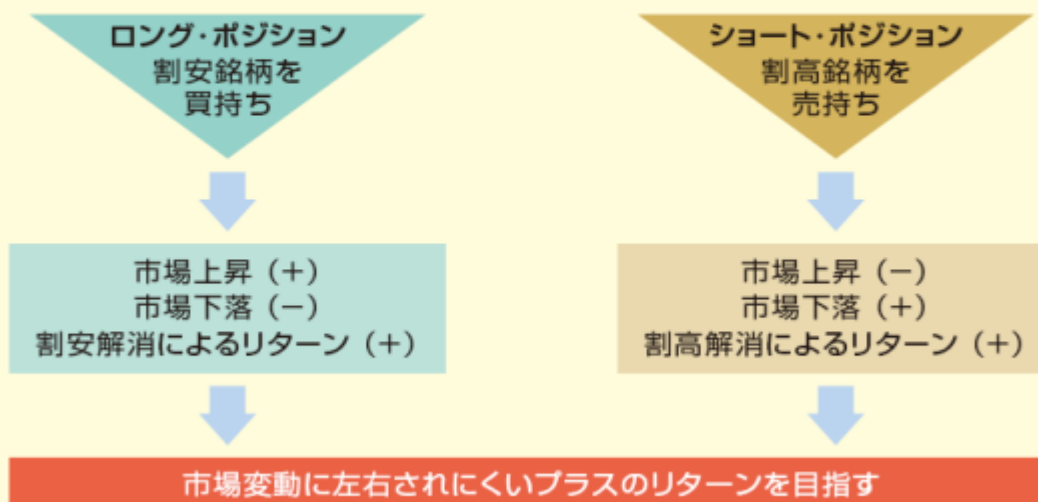 ロング・ポジション
割安銘柄を
買持ち
ショート・ポジション
割高銘柄を
売持ち
市場上昇（＋）
市場下落（－）
割安解消によるリターン（＋）
市場上昇（－）
市場下落（＋）
割高解消によるリターン（＋）
市場変動に左右されにくいプラスのリターンを目指す